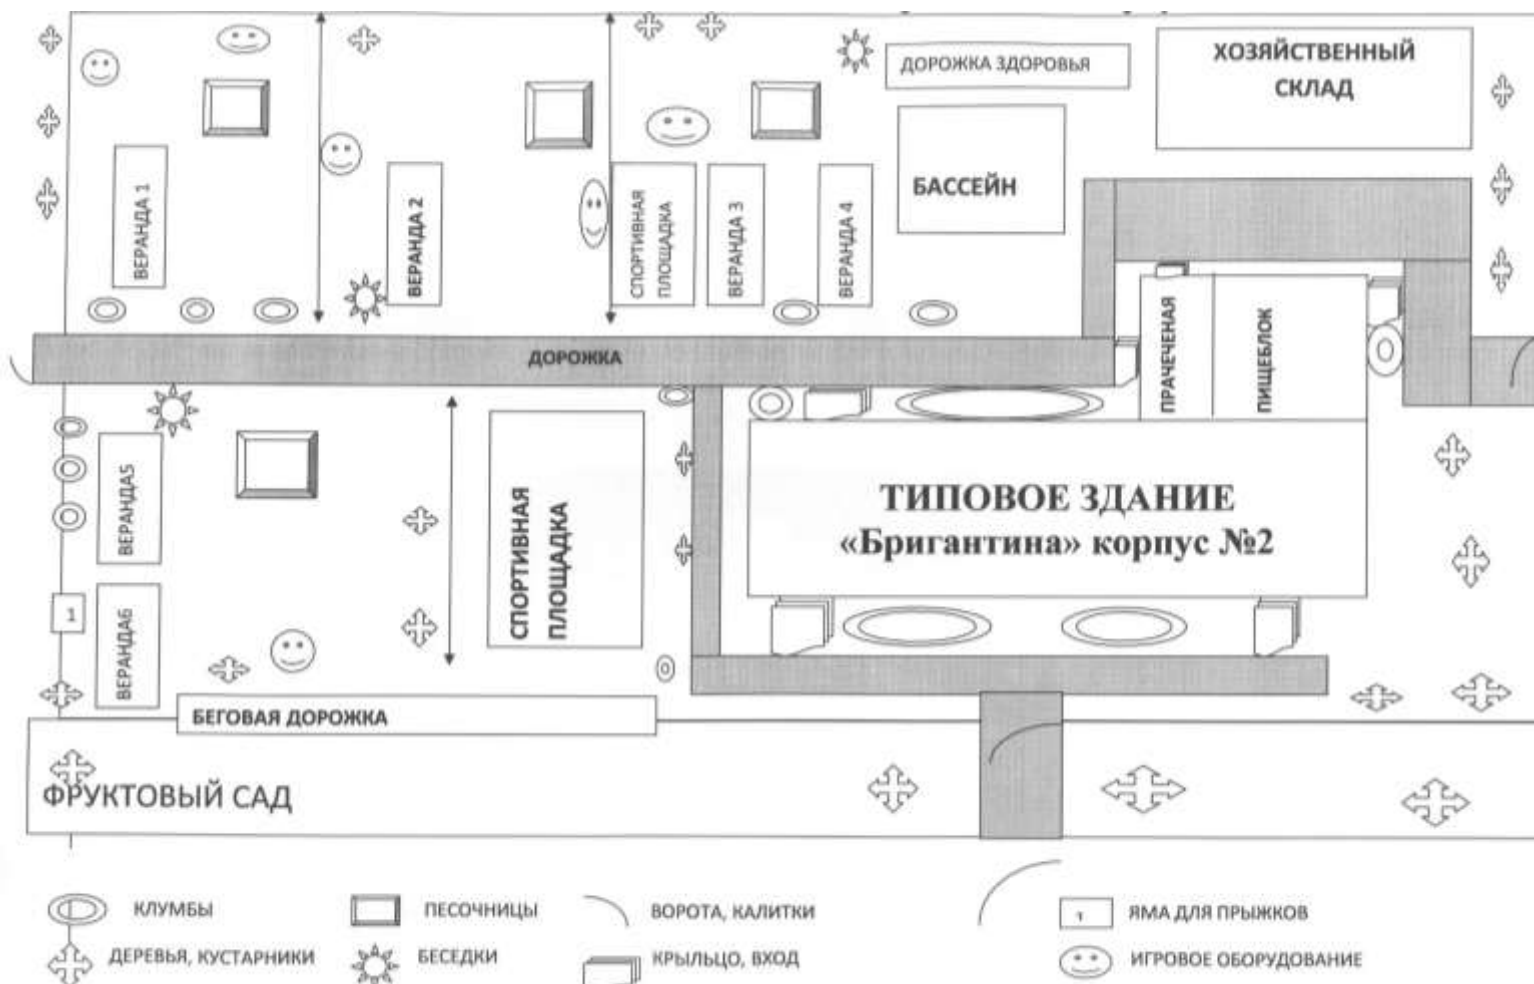 ДОРОЖКА ЗДОРОВЬЯ
ХОЗЯЙСТВЕННЫЙ
СКЛАД
БАССЕЙН
ВЕРАНДА 1
ВЕРАНДА 2
СПОРТИВНАЯ
ПЛОЩАДКА
ВЕРАНДА 3
ВЕРАНДА 4
ДОРОЖКА
ПРАЧЕЧЕНАЯ
ПИЩЕБЛОК
ВЕРАНДА5
ВЕРАНДА6
1
СПОРТИВНАЯ
ПЛОЩАДКА
ТИПОВОЕ ЗДАНИЕ
«Бригантина» корпус №2
БЕГОВАЯ ДОРОЖКА
ФРУКТОВЫЙ САД
КЛУМБЫ
ПЕСОЧНИЦЫ
ВОРОТА, КАЛИТКИ
1
ЯМА ДЛЯ ПРЫЖКОВ
ДЕРЕВЬЯ, КУСТАРНИКИ
БЕСЕДКИ
КРЫЛЬЦО, ВХОД
ИГРОВОЕ ОБОРУДОВАНИЕ